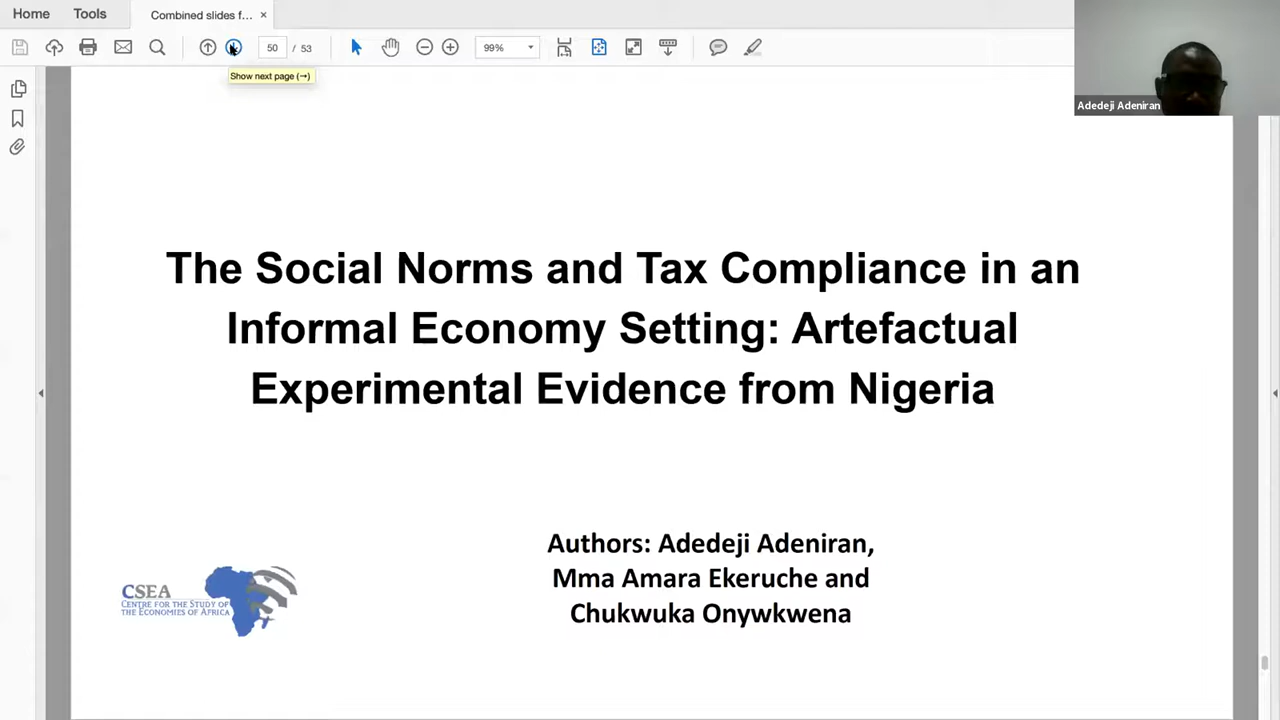 Home
Tools
Combined slides f...
×
50 / 53
99%
Show next page (→)
Adedeji Adeniran
The Social Norms and Tax Compliance in an
Informal Economy Setting: Artefactual
Experimental Evidence from Nigeria
Authors: Adedeji Adeniran,
Mma Amara Ekeruche and
Chukwuka Onywkwena
CSEA
CENTRE FOR THE STUDY OF
THE ECONOMIES OF AFRICA